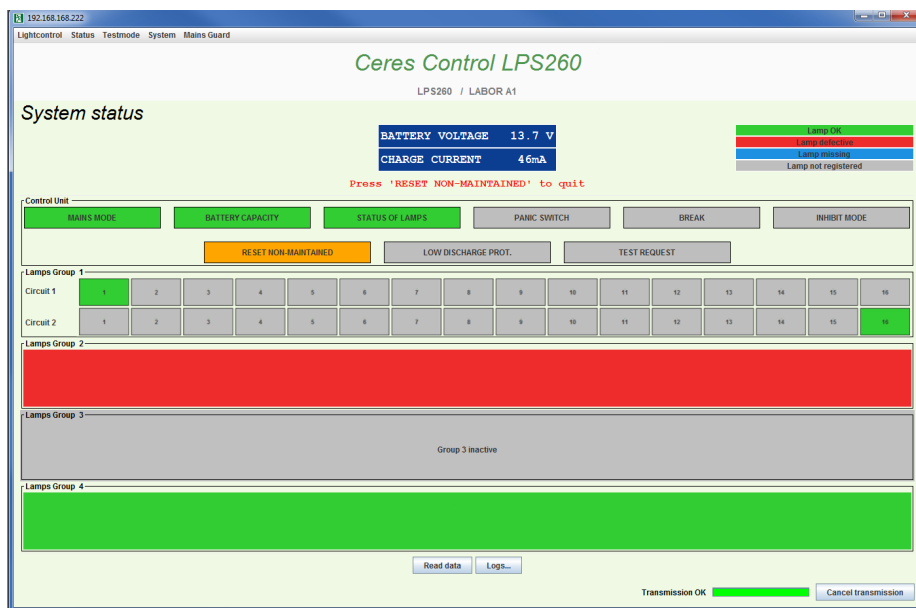 192.168.168.222
Lightcontrol Status Testmode System Mains Guard
Ceres Control LPS260
LPS260 / LABOR A1
System status
BATTERY VOLTAGE 13.7 V
CHARGE CURRENT 46mA
Press 'RESET NON-MAINTAINED' to quit
Lamp OK
Lamp defective
Lamp missing
Lamp not registered
Control Unit
MAINS MODE BATTERY CAPACITY STATUS OF LAMPS PANIC SWITCH BREAK INHIBIT MODE
RESET NON-MAINTAINED LOW DISCHARGE PROT. TEST REQUEST
Lamps Group 1
Circuit 1 1 2 3 4 5 6 7 8 9 10 11 12 13 14 15 16
Circuit 2 1 2 3 4 5 6 7 8 9 10 11 12 13 14 15 16
Lamps Group 2
Lamps Group 3
Group 3 inactive
Lamps Group 4
Read data Logs...
Transmission OK Cancel transmission